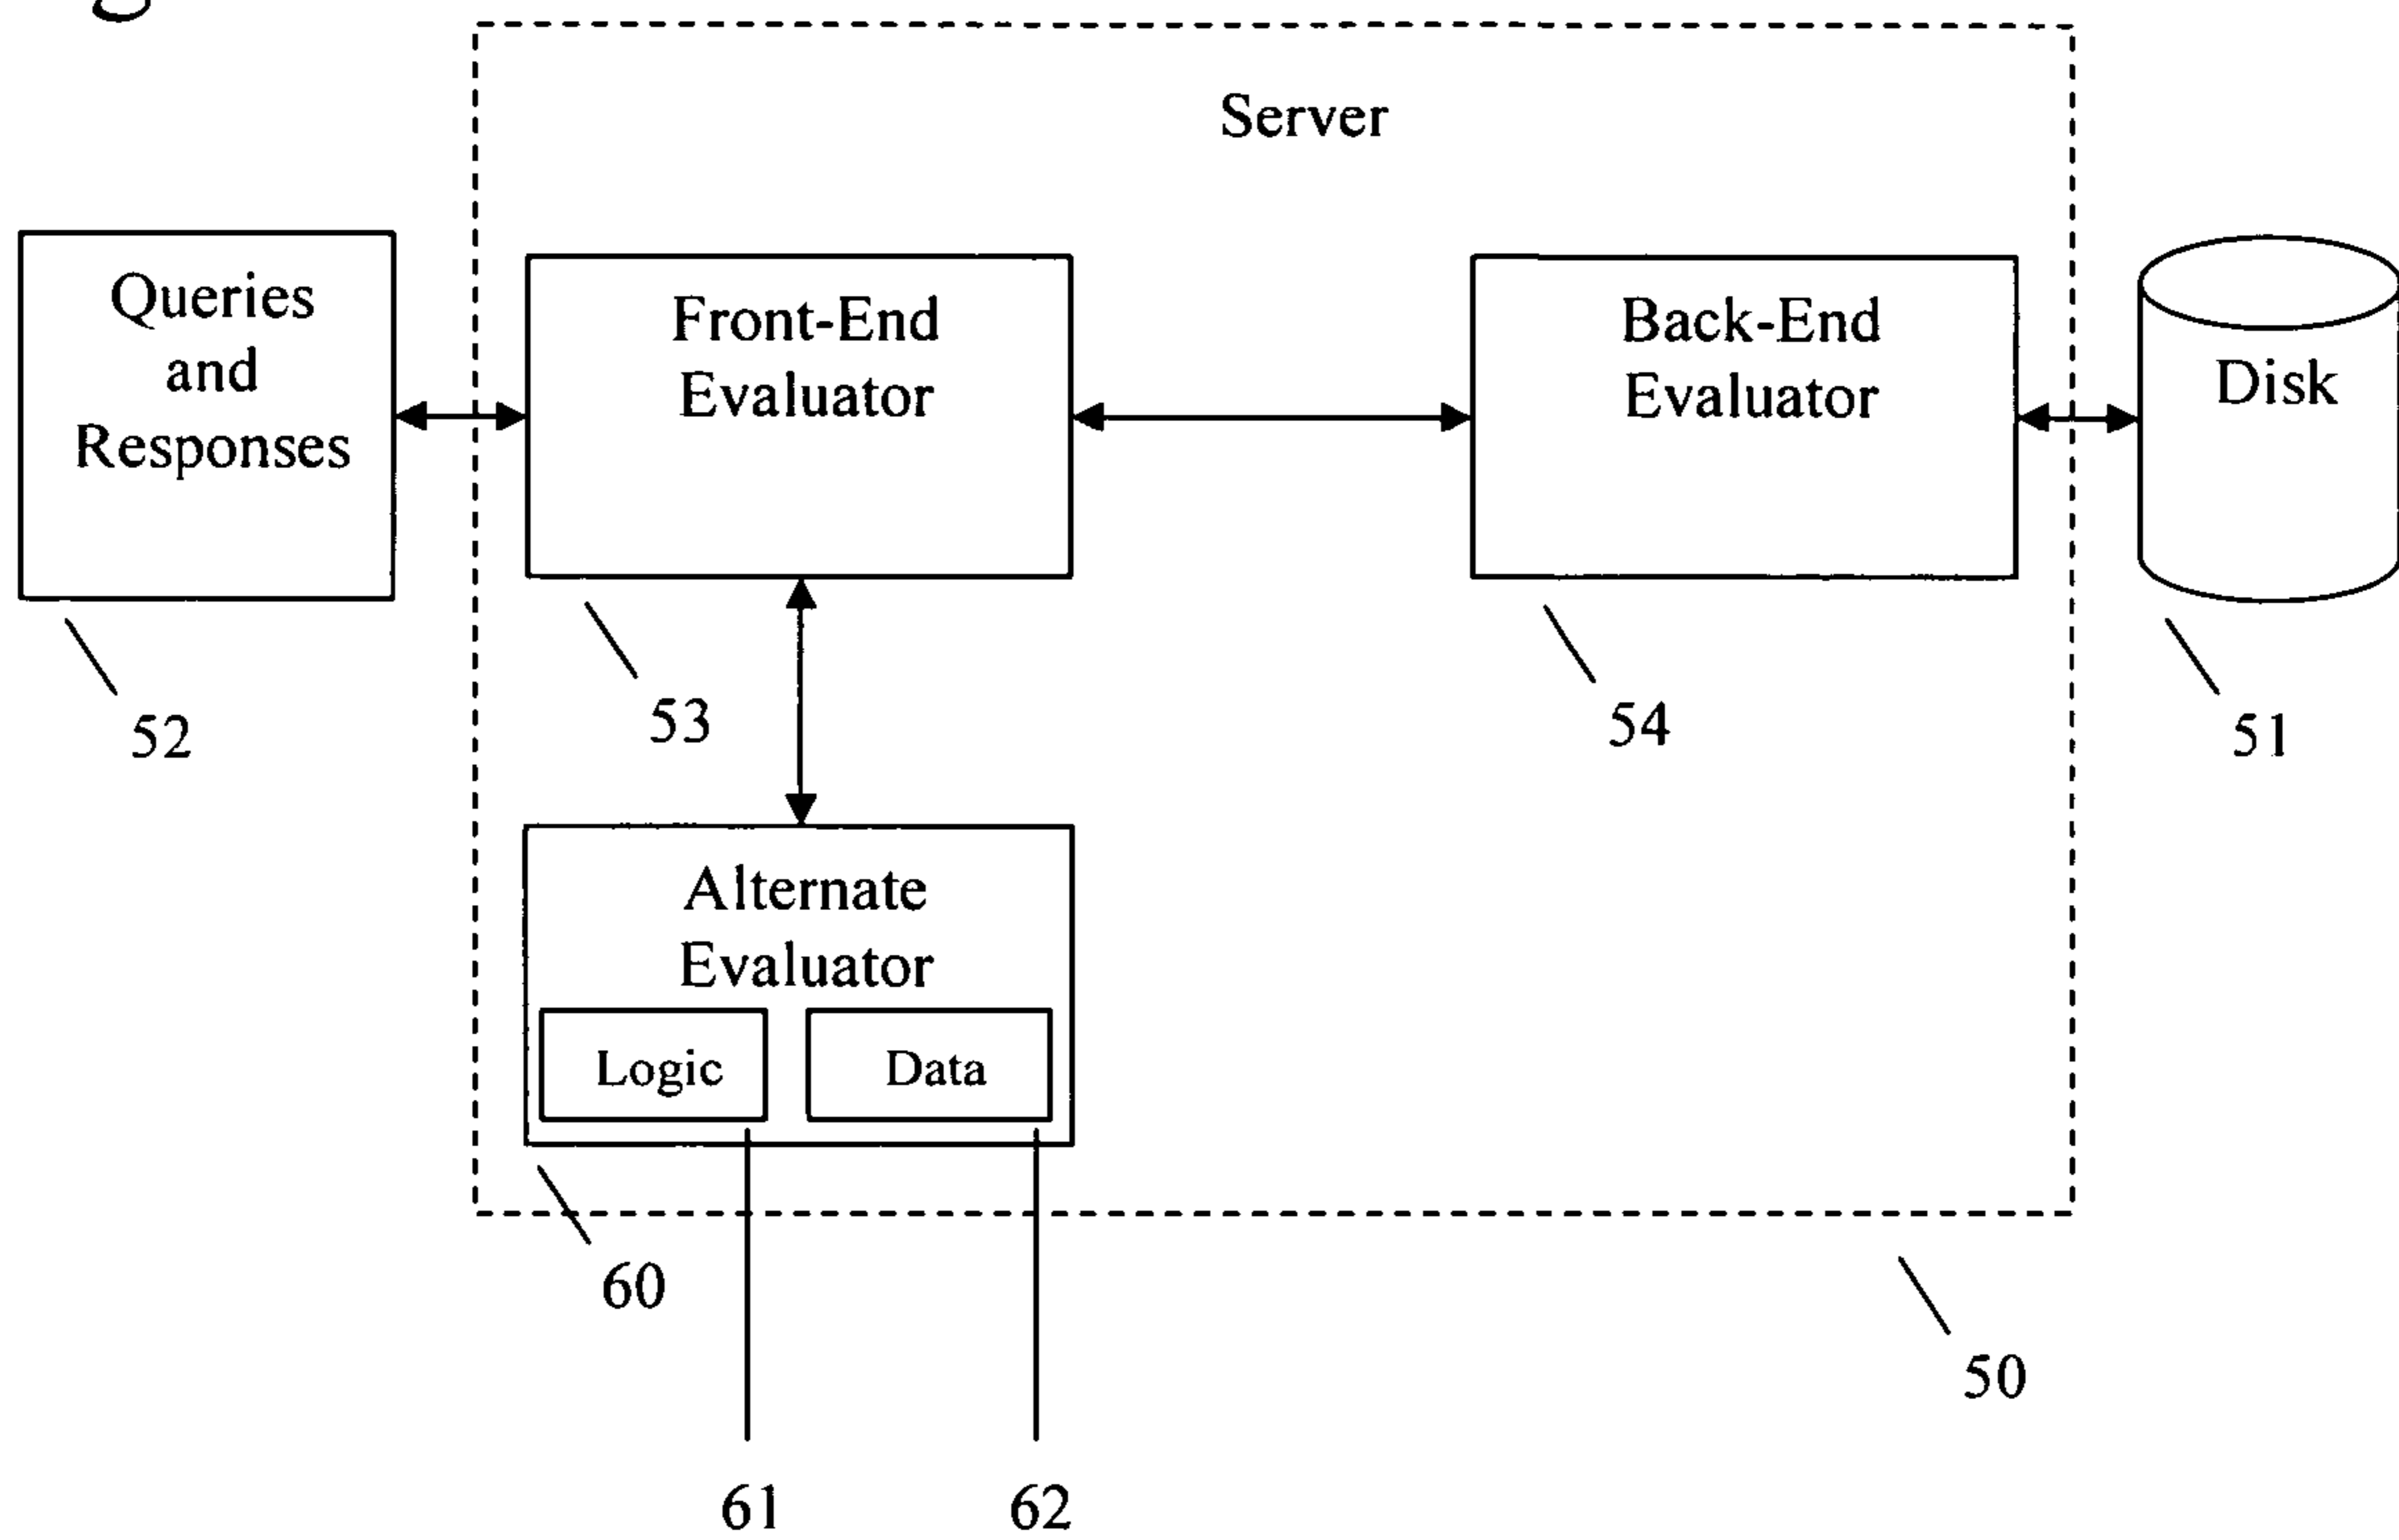 Server
Queries
and
Responses
Front-End
Evaluator
Back-End
Evaluator
Disk
52
53
54
51
Alternate
Evaluator
Logic
Data
60
50
61
62